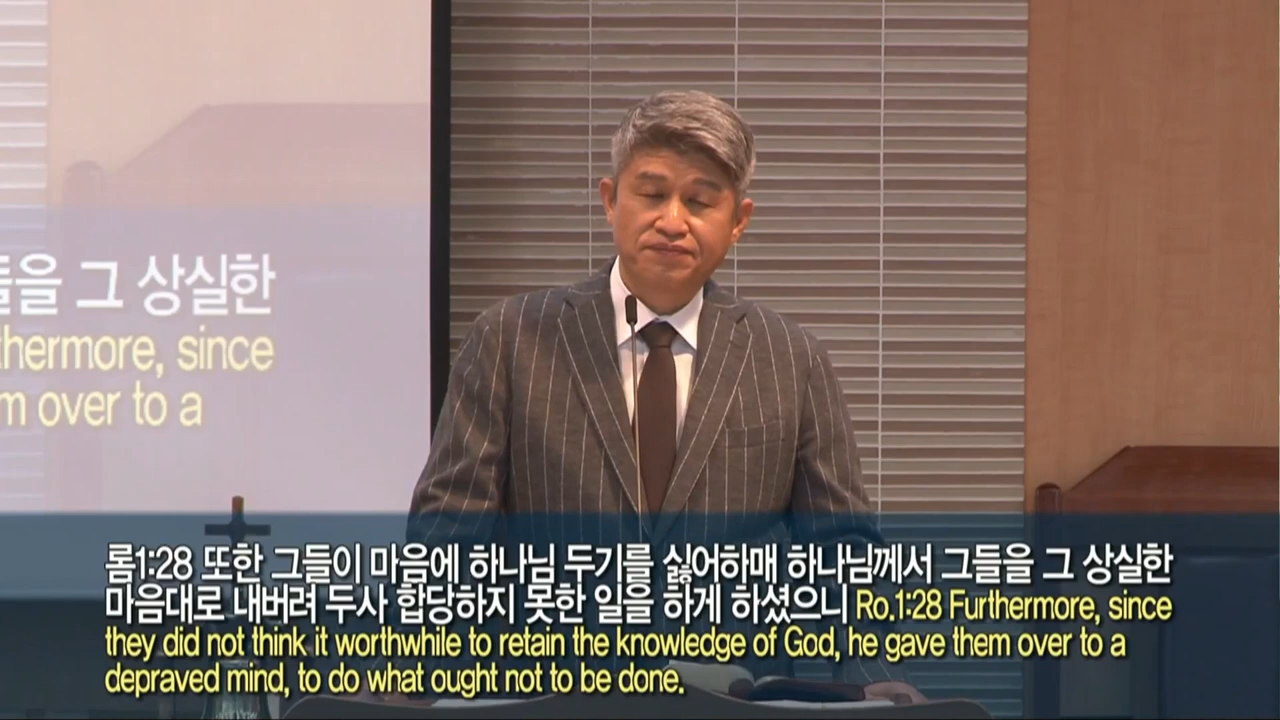 들을 그 상실한
thermore, since
m over to a
롬1:28 또한 그들이 마음에 하나님 두기를 싫어하매 하나님께서 그들을 그 상실한
마음대로 내버려 두사 합당하지 못한 일을 하게 하셨으니 Ro.1:28 Furthermore, since
they did not think it worthwhile to retain the knowledge of God, he gave them over to a
depraved mind, to do what ought not to be done.